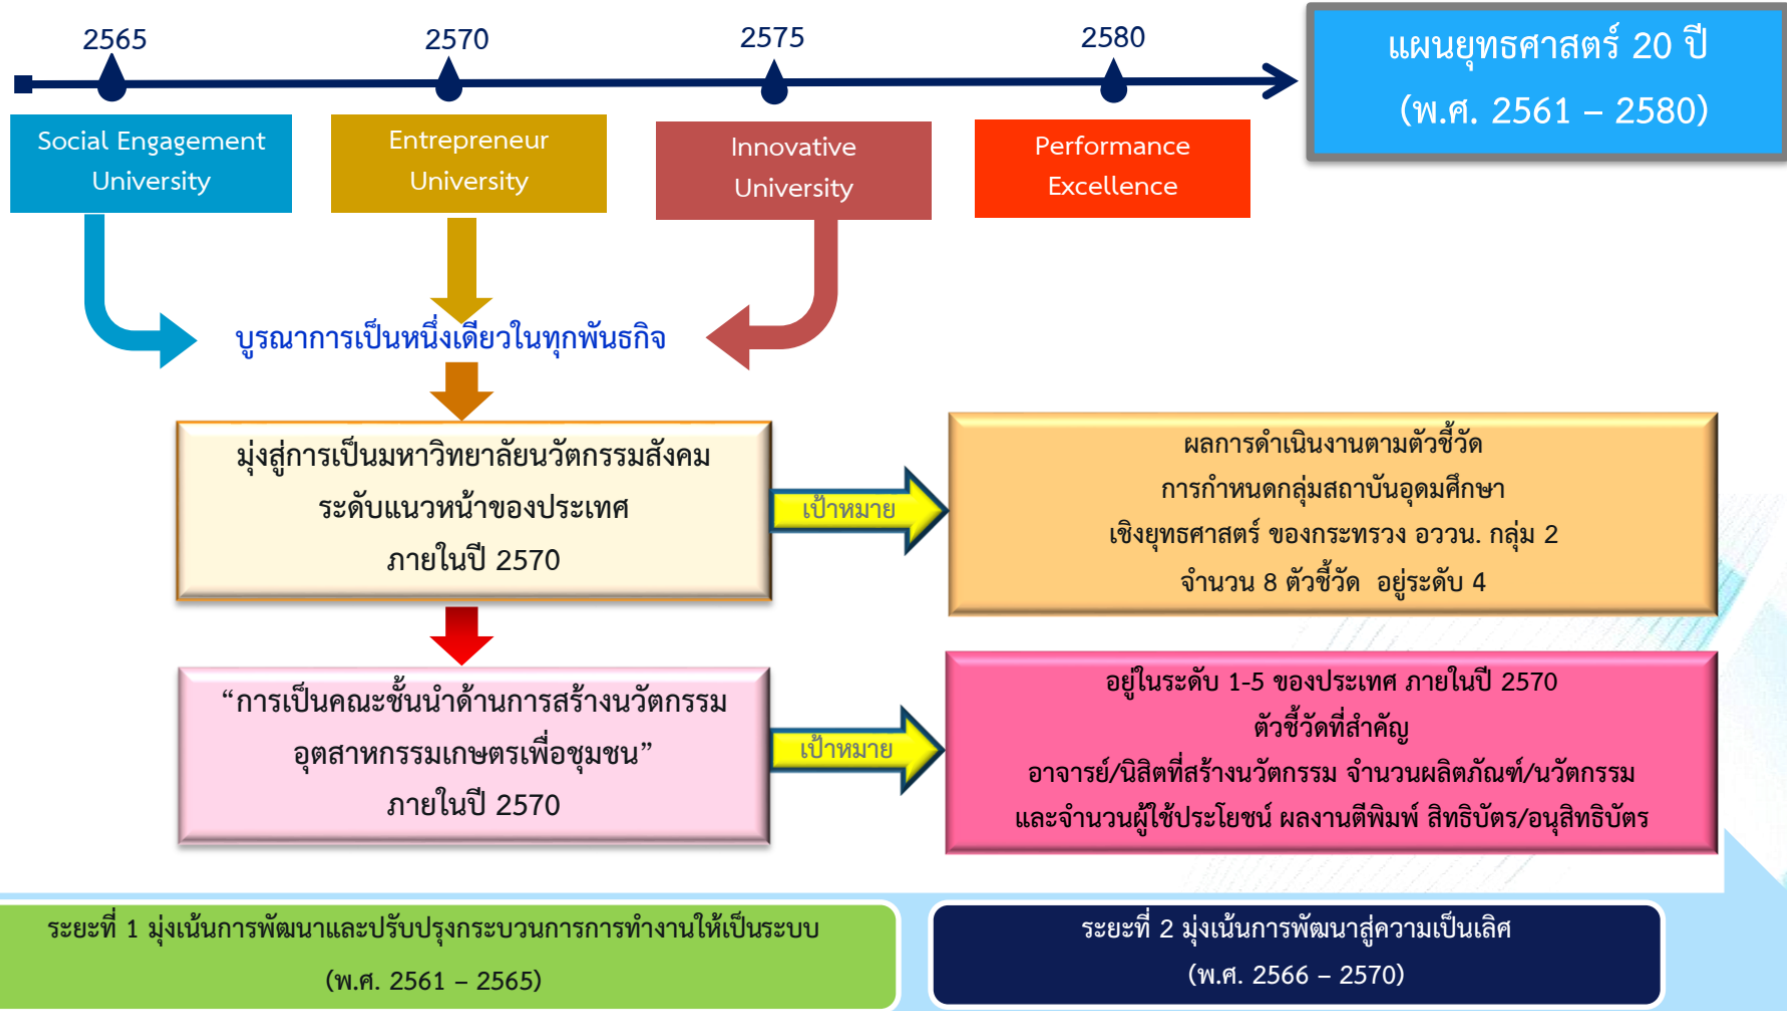 2565
2570
2575
2580
แผนยุทธศาสตร์ 20 ปี
(พ.ศ. 2561 – 2580)
Social Engagement
University
Entrepreneur
University
Innovative
University
Performance
Excellence
บูรณาการเป็นหนึ่งเดียวในทุกพันธกิจ
มุ่งสู่การเป็นมหาวิทยาลัยนวัตกรรมสังคม
ระดับแนวหน้าของประเทศ
ภายในปี 2570
เป้าหมาย
ผลการดำเนินงานตามตัวชี้วัด
การกำหนดกลุ่มสถาบันอุดมศึกษา
เชิงยุทธศาสตร์ ของกระทรวง อววน. กลุ่ม 2
จำนวน 8 ตัวชี้วัด อยู่ระดับ 4
“การเป็นคณะชั้นนำด้านการสร้างนวัตกรรม
อุตสาหกรรมเกษตรเพื่อชุมชน”
ภายในปี 2570
เป้าหมาย
อยู่ในระดับ 1-5 ของประเทศ ภายในปี 2570
ตัวชี้วัดที่สำคัญ
อาจารย์/นิสิตที่สร้างนวัตกรรม จำนวนผลิตภัณฑ์/นวัตกรรม
และจำนวนผู้ใช้ประโยชน์ ผลงานตีพิมพ์ สิทธิบัตร/อนุสิทธิบัตร
ระยะที่ 1 มุ่งเน้นการพัฒนาและปรับปรุงกระบวนการการทำงานให้เป็นระบบ
(พ.ศ. 2561 – 2565)
ระยะที่ 2 มุ่งเน้นการพัฒนาสู่ความเป็นเลิศ
(พ.ศ. 2566 – 2570)